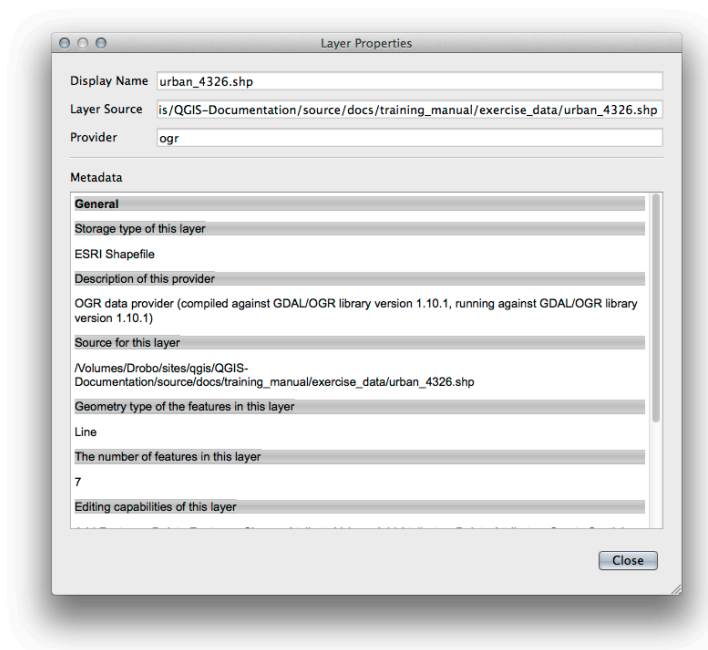 Layer Properties
Display Name urban_4326.shp
Layer Source is/QGIS-Documentation/source/docs/training_manual/exercise_data/urban_4326.shp
Provider ogr
Metadata
General
Storage type of this layer
ESRI Shapefile
Description of this provider
OGR data provider (compiled against GDAL/OGR library version 1.10.1, running against GDAL/OGR library
version 1.10.1)
Source for this layer
/Volumes/Drobo/sites/qgis/QGIS-
Documentation/source/docs/training_manual/exercise_data/urban_4326.shp
Geometry type of the features in this layer
Line
The number of features in this layer
7
Editing capabilities of this layer
Close